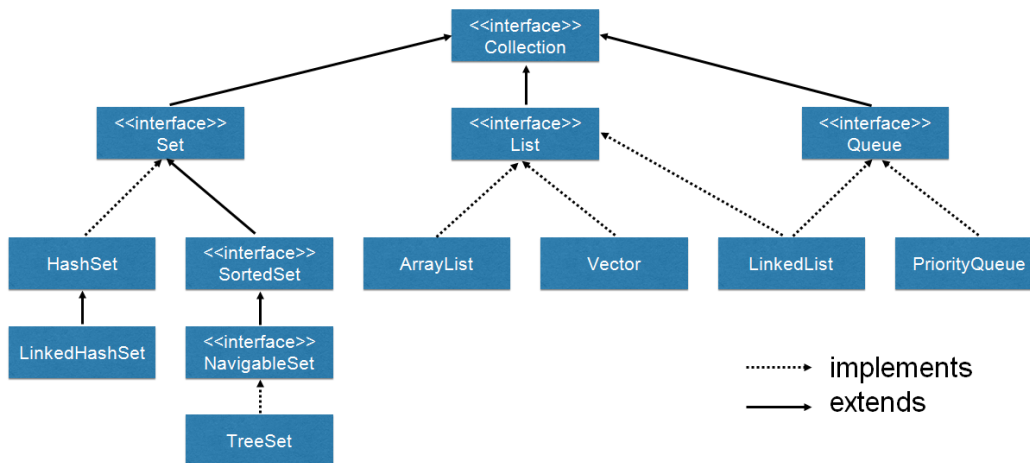 <<interface>>
Collection
<<interface>>
Set
<<interface>>
List
<<interface>>
Queue
HashSet
<<interface>>
SortedSet
ArrayList
Vector
LinkedList
PriorityQueue
LinkedHashSet
<<interface>>
NavigableSet
TreeSet
implements
extends